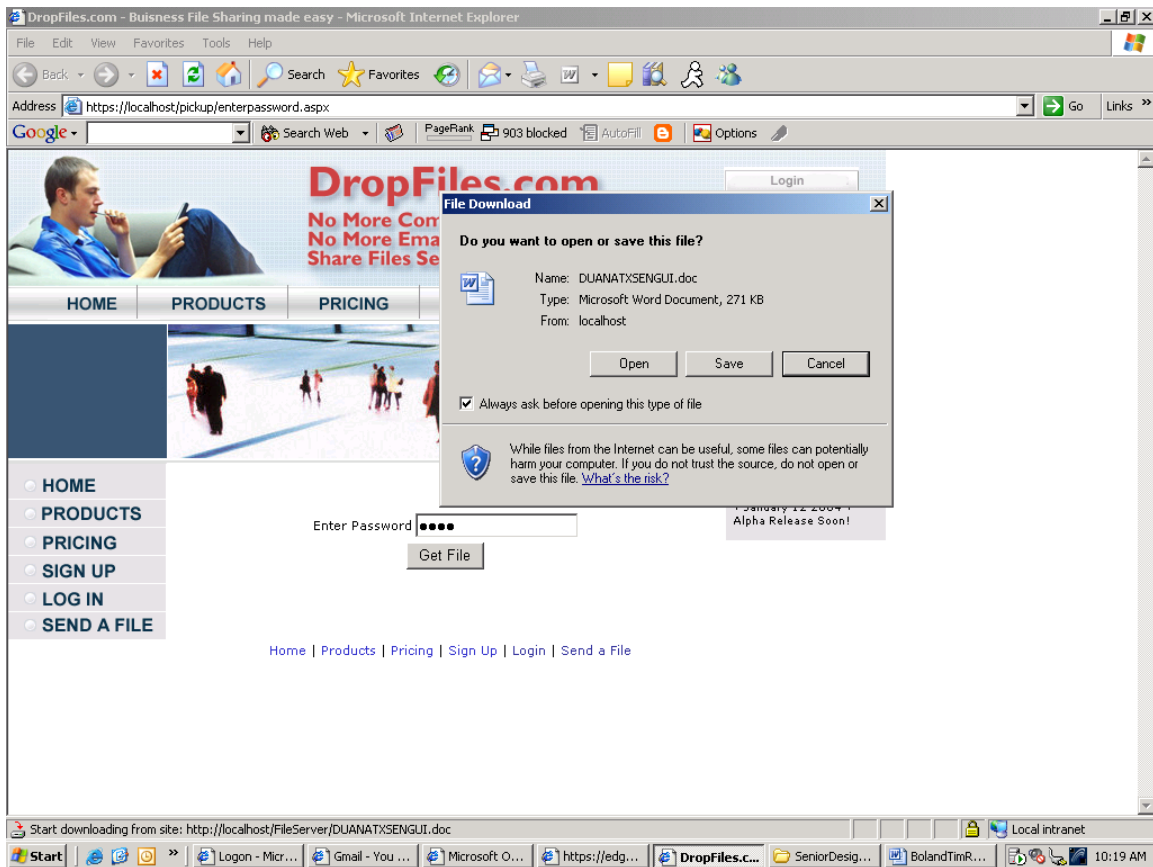 DropFiles.com - Buisness File Sharing made easy - Microsoft Internet Explorer
File Edit View Favorites Tools Help
Back Search Favorites
Address https://localhost/pickup/enterpassword.aspx Go Links »
Google Search Web PageRank 903 blocked AutoFill Options
DropFiles.com
Login
No More Com
No More Ema
Share Files Se
HOME PRODUCTS PRICING
File Download
Do you want to open or save this file?
Name: DUANATXSENGUI.doc
Type: Microsoft Word Document, 271 KB
From: localhost
Open Save Cancel
Always ask before opening this type of file
While files from the Internet can be useful, some files can potentially
harm your computer. If you do not trust the source, do not open or
save this file. What's the risk?
HOME
PRODUCTS
PRICING
SIGN UP
LOG IN
SEND A FILE
Enter Password ●●●●
Get File
January 12 2004
Alpha Release Soon!
Home | Products | Pricing | Sign Up | Login | Send a File
Start downloading from site: http://localhost/FileServer/DUANATXSENGUI.doc Local intranet
Start » Logon - Micr... Gmail - You ... Microsoft O... https://edg... DropFiles.c... SeniorDesig... BolandTimR... 10:19 AM